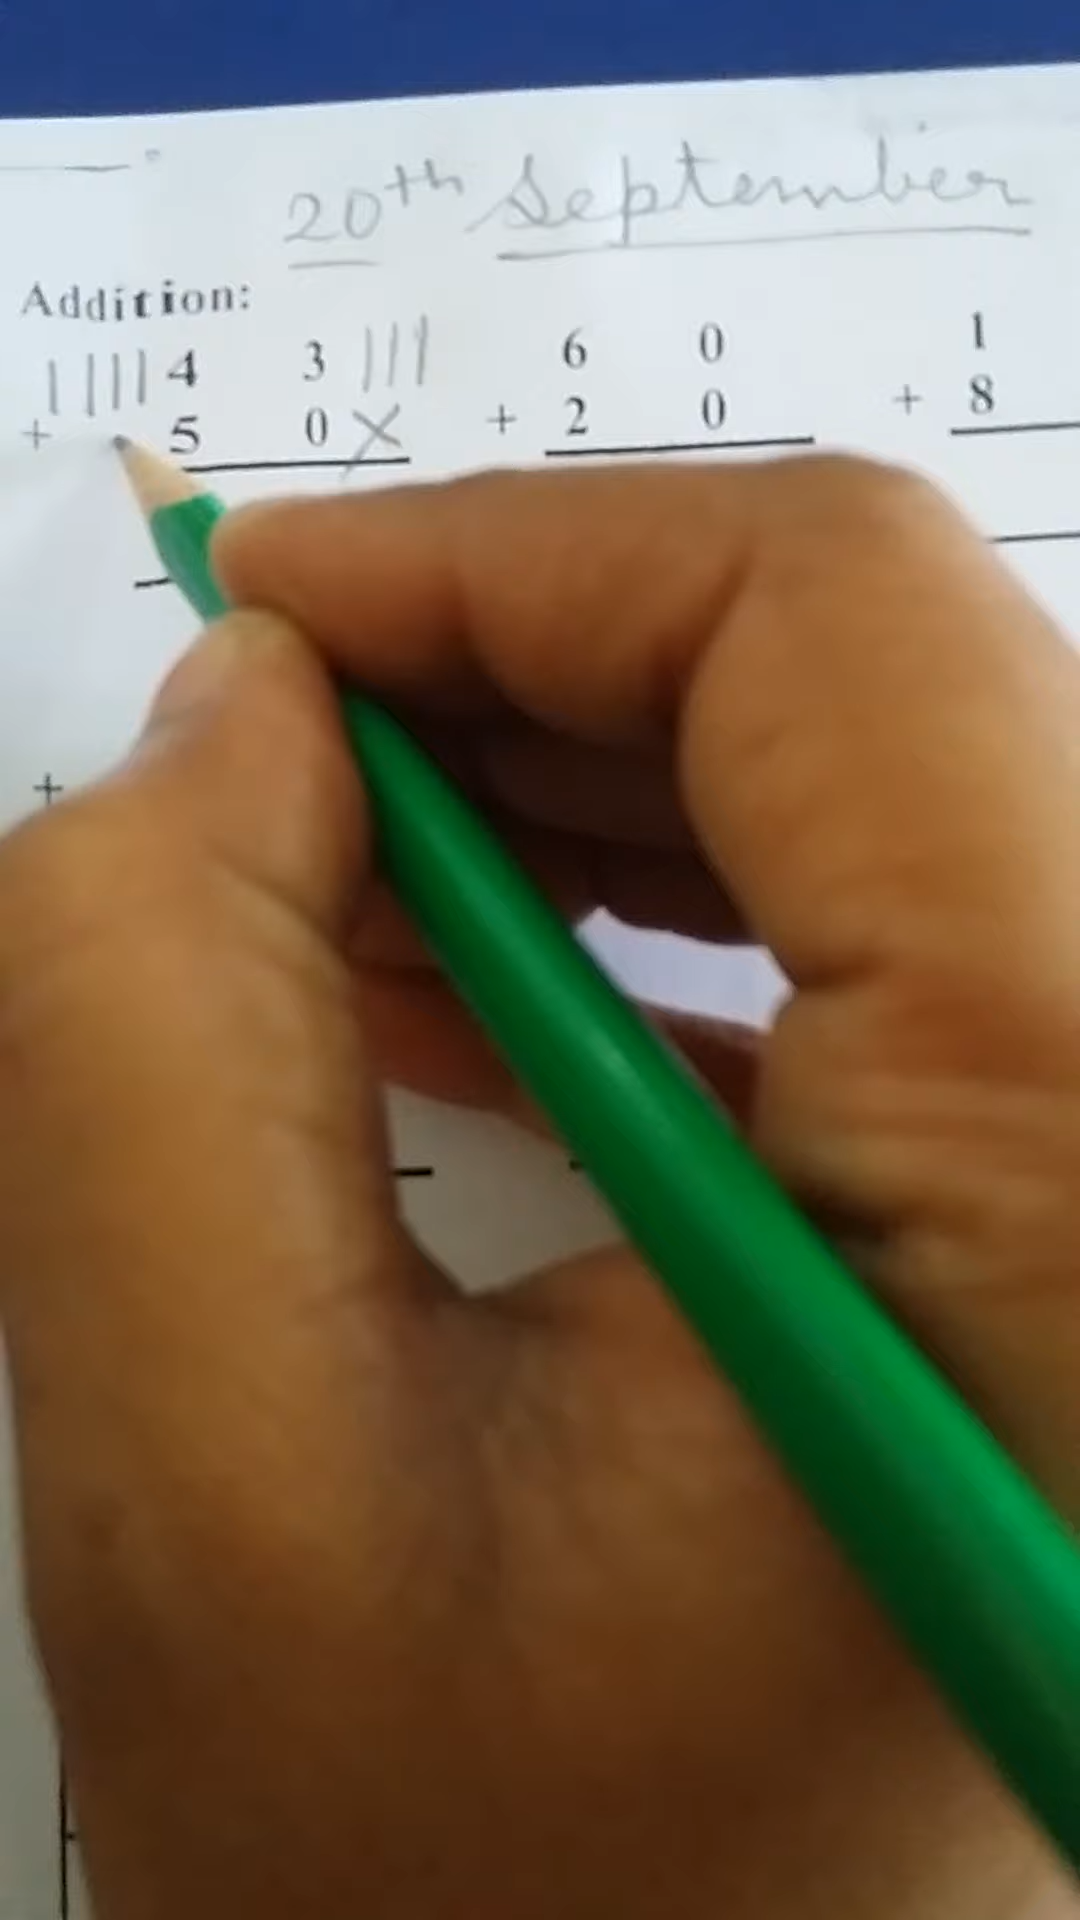 20th September
Addition:
4 3 6 0 1
+ 5 0 X + 2 0 + 8
+